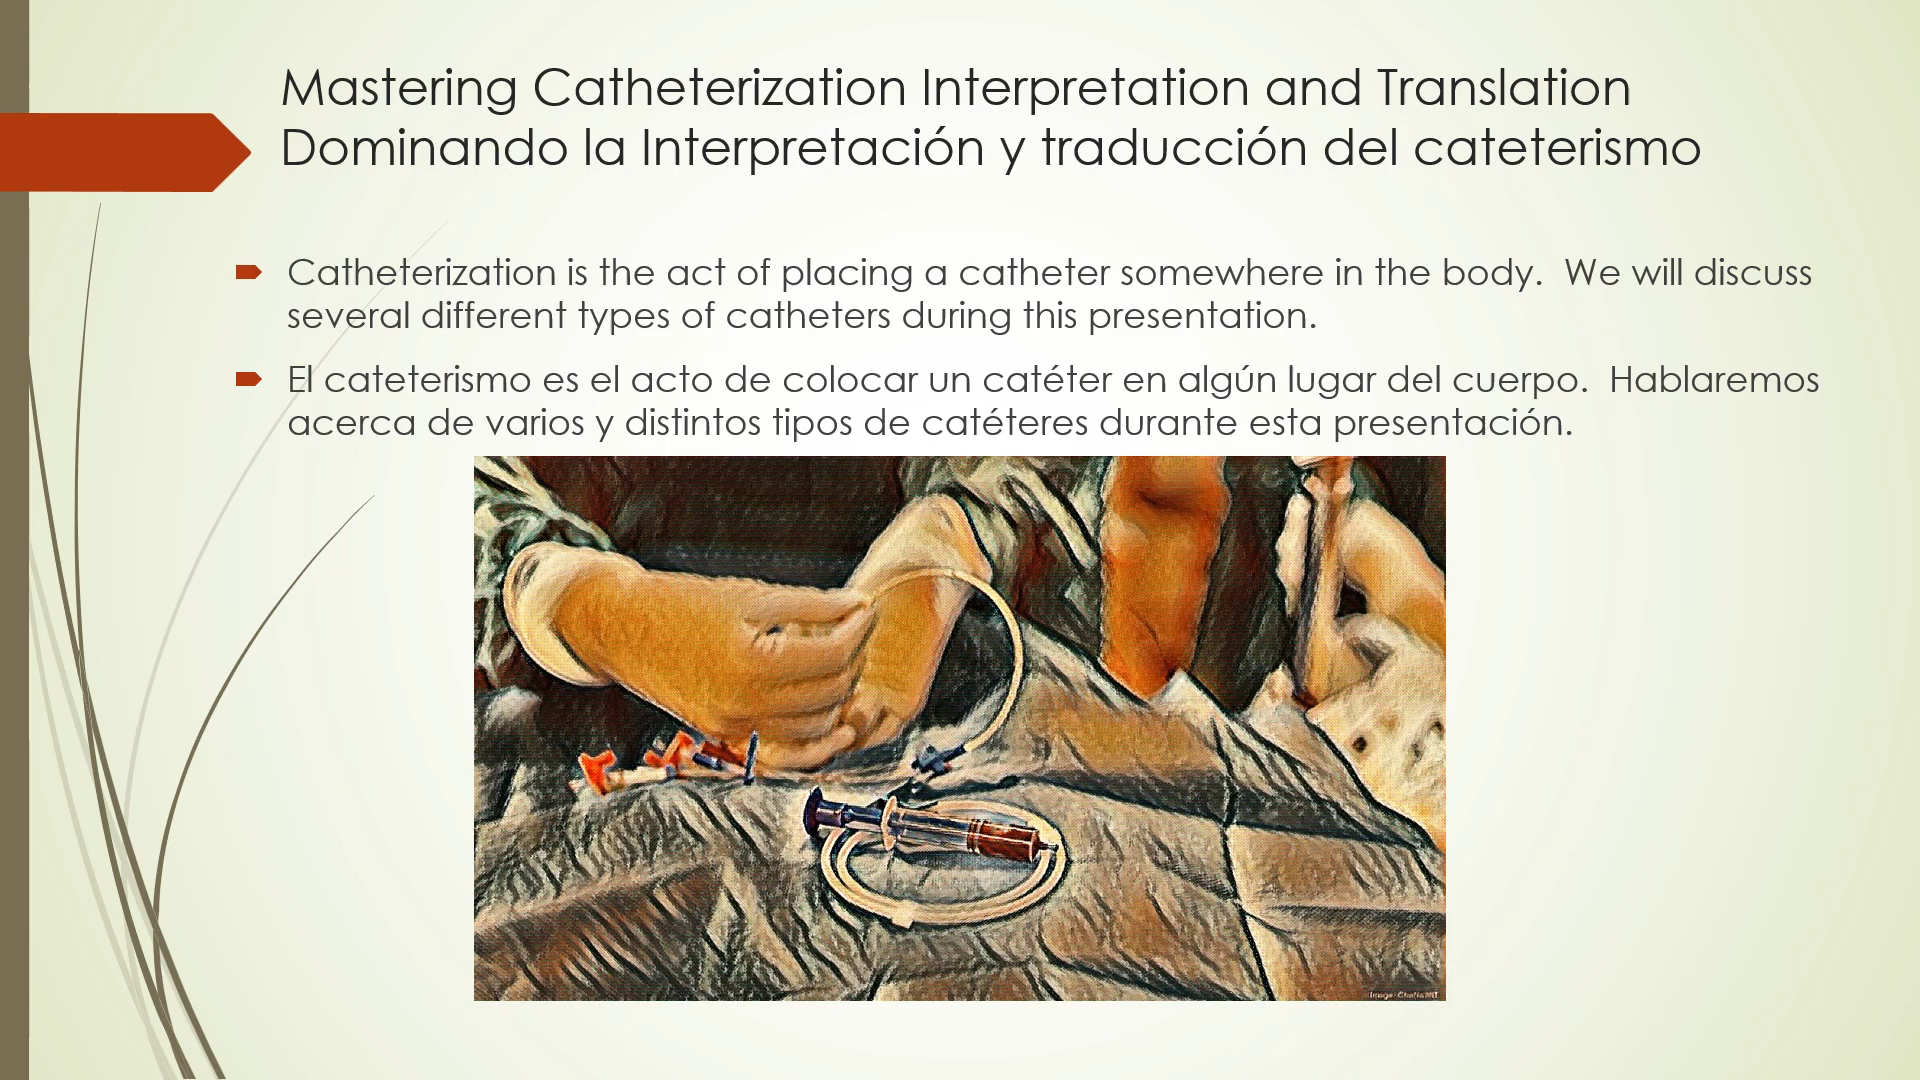 Mastering Catheterization Interpretation and Translation
Dominando la Interpretación y traducción del cateterismo
Catheterization is the act of placing a catheter somewhere in the body.  We will discuss
several different types of catheters during this presentation.
El cateterismo es el acto de colocar un catéter en algún lugar del cuerpo.  Hablaremos
acerca de varios y distintos tipos de catéteres durante esta presentación.
Image: